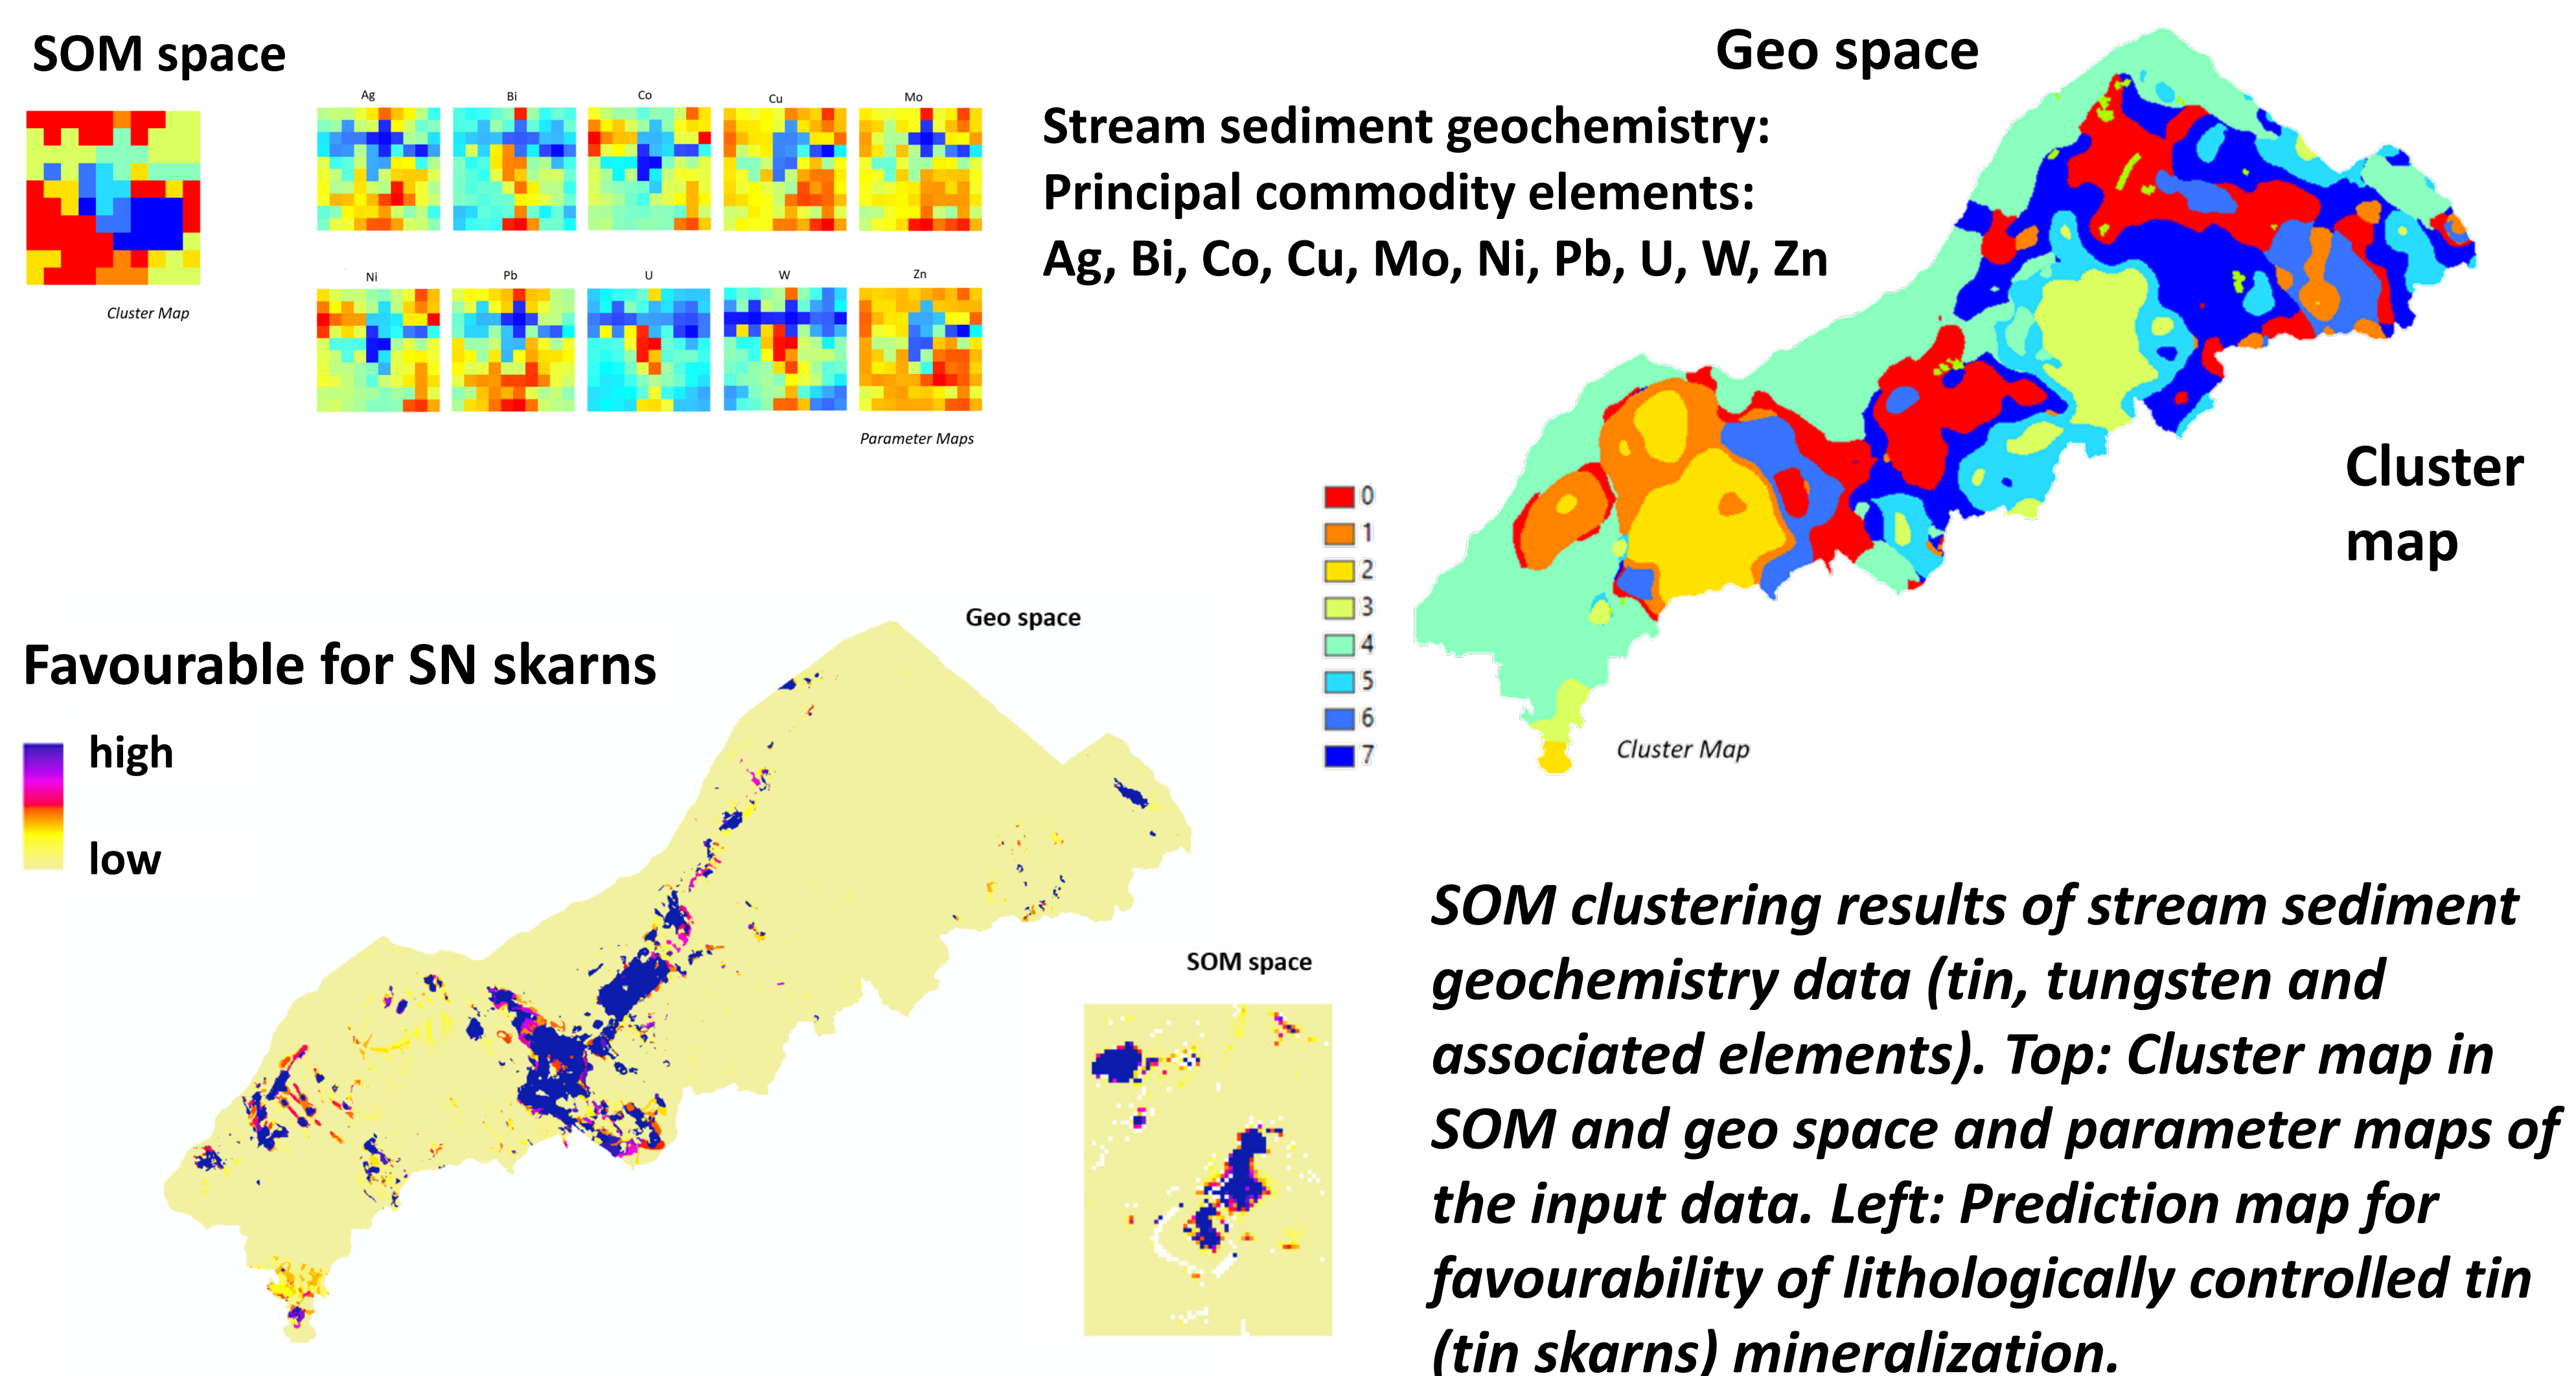 SOM space
Ag
Bi
Co
Cu
Mo
Ni
Pb
U
W
Zn
Cluster Map
Parameter Maps
Stream sediment geochemistry:
Principal commodity elements:
Ag, Bi, Co, Cu, Mo, Ni, Pb, U, W, Zn
Geo space
Cluster
map
0
1
2
3
4
5
6
7
Cluster Map
Favourable for SN skarns
high
low
Geo space
SOM space
SOM clustering results of stream sediment
geochemistry data (tin, tungsten and
associated elements). Top: Cluster map in
SOM and geo space and parameter maps of
the input data. Left: Prediction map for
favourability of lithologically controlled tin
(tin skarns) mineralization.